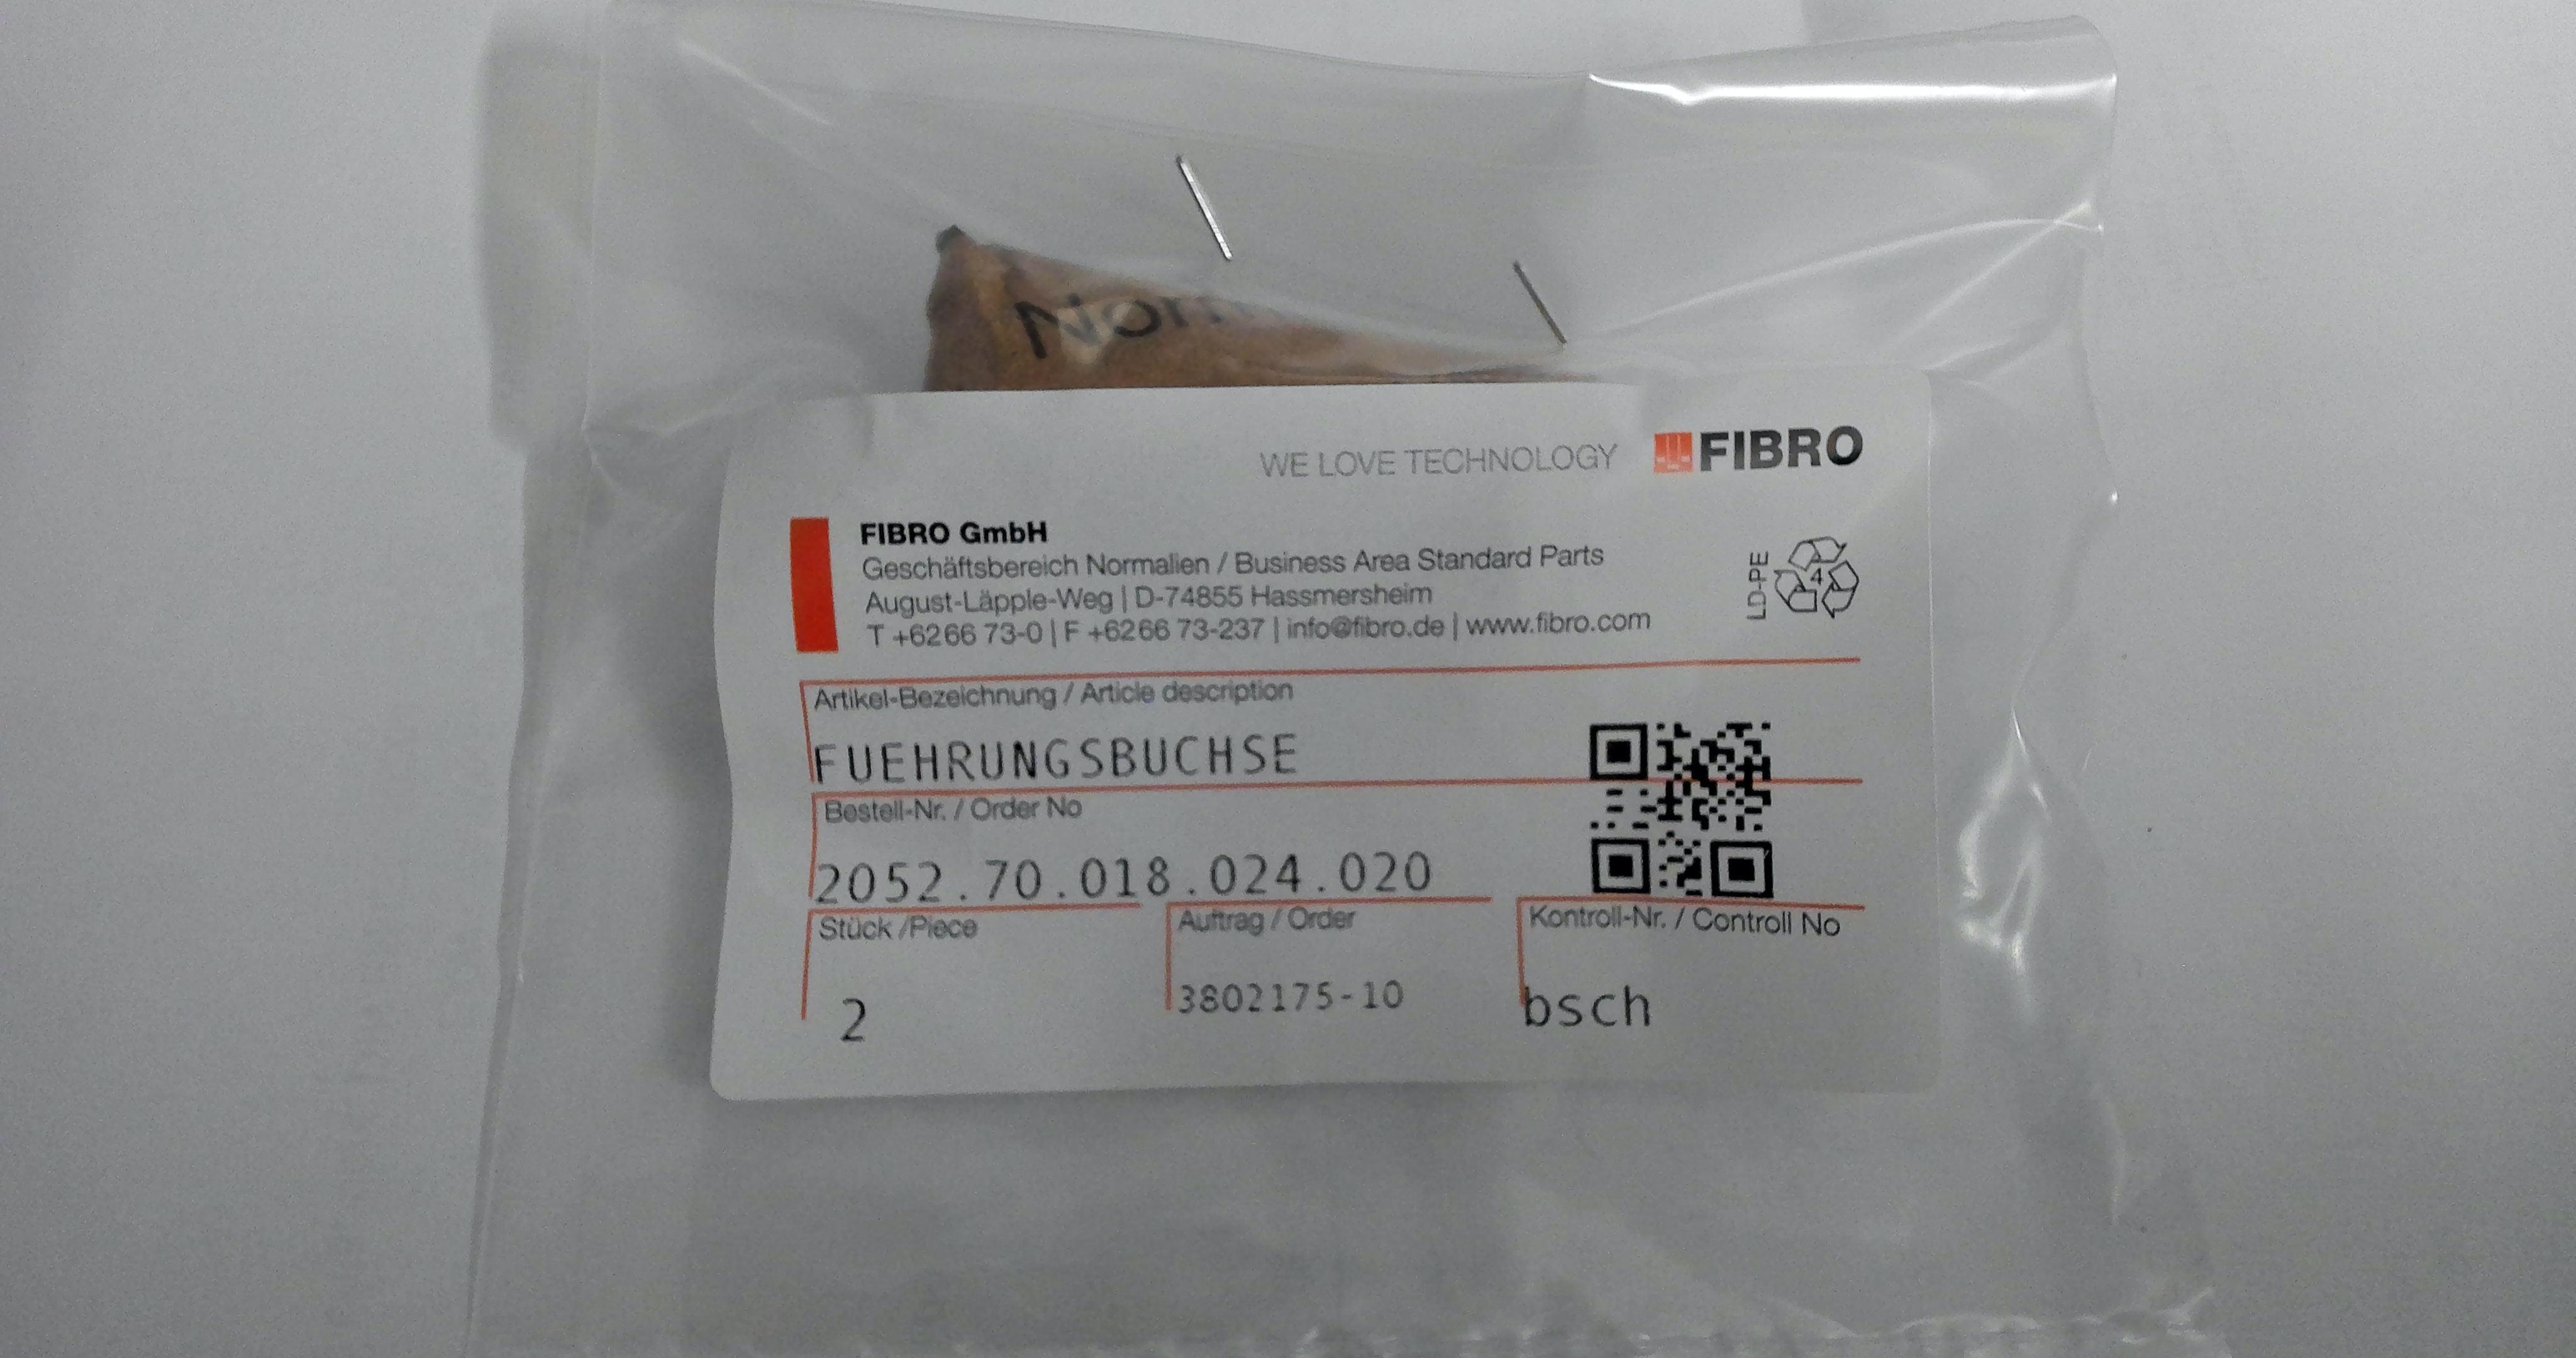 Norm
WE LOVE TECHNOLOGY FIBRO
FIBRO GmbH
Geschäftsbereich Normalien / Business Area Standard Parts
August-Läpple-Weg | D-74855 Hassmersheim
T +6266 73-0 | F +6266 73-237 | info@fibro.de | www.fibro.com
LD-PE
4
Artikel-Bezeichnung / Article description
FUEHRUNGSBUCHSE
Bestell-Nr. / Order No
2052.70.018.024.020
Stück /Piece
Auftrag / Order
Kontroll-Nr. / Controll No
2
3802175-10
bsch